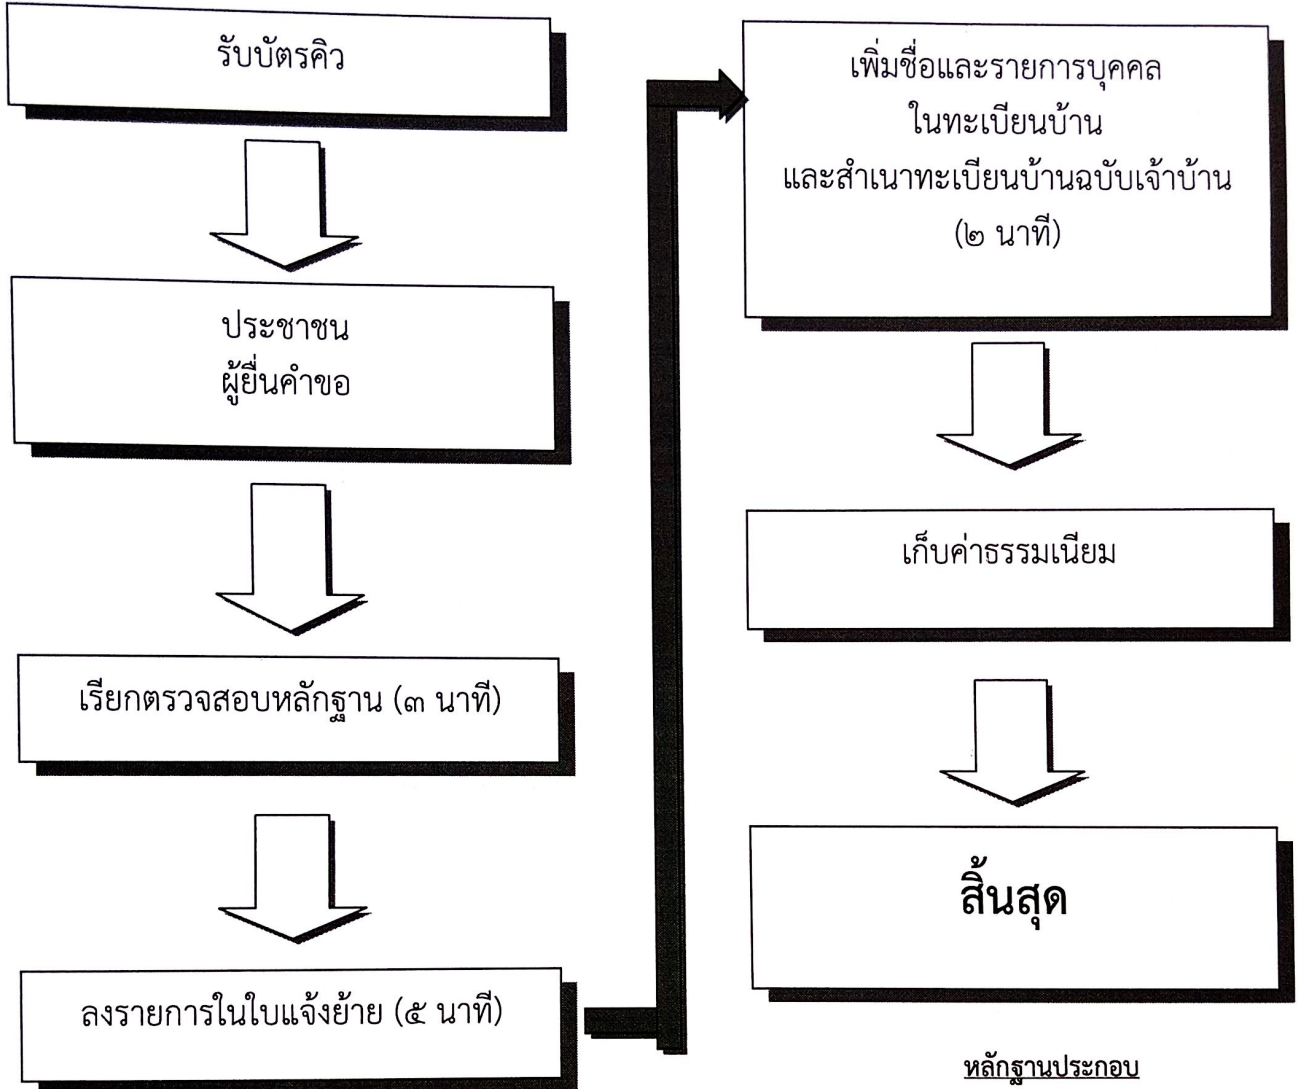 รับบัตรคิว
ประชาชน
ผู้ยื่นคำขอ
เรียกตรวจสอบหลักฐาน (๓ นาที)
ลงรายการในใบแจ้งย้าย (๕ นาที)
เพิ่มชื่อและรายการบุคคล
ในทะเบียนบ้าน
และสำเนาทะเบียนบ้านฉบับเจ้าบ้าน
(๒ นาที)
เก็บค่าธรรมเนียม
สิ้นสุด
หลักฐานประกอบ